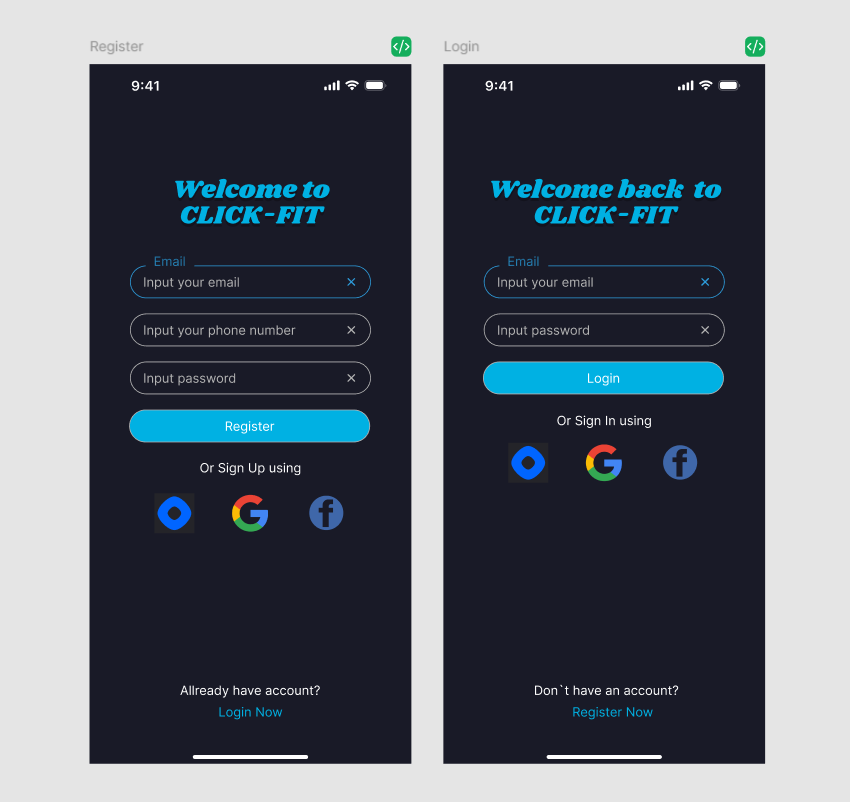 Register
9:41
Welcome to
CLICK-FIT
Email
Input your email
Input your phone number
Input password
Register
Or Sign Up using
Allready have account?
Login Now
Login
9:41
Welcome back to
CLICK-FIT
Email
Input your email
Input password
Login
Or Sign In using
Don`t have an account?
Register Now